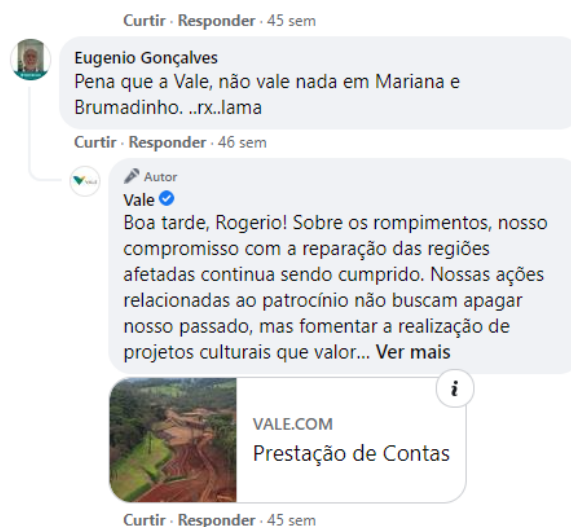 Curtir · Responder · 45 sem
Eugenio Gonçalves
Pena que a Vale, não vale nada em Mariana e
Brumadinho. ..rx..lama
Curtir · Responder · 46 sem
Autor
Vale
Boa tarde, Rogerio! Sobre os rompimentos, nosso
compromisso com a reparação das regiões
afetadas continua sendo cumprido. Nossas ações
relacionadas ao patrocínio não buscam apagar
nosso passado, mas fomentar a realização de
projetos culturais que valor... Ver mais
VALE.COM
Prestação de Contas
Curtir · Responder · 45 sem